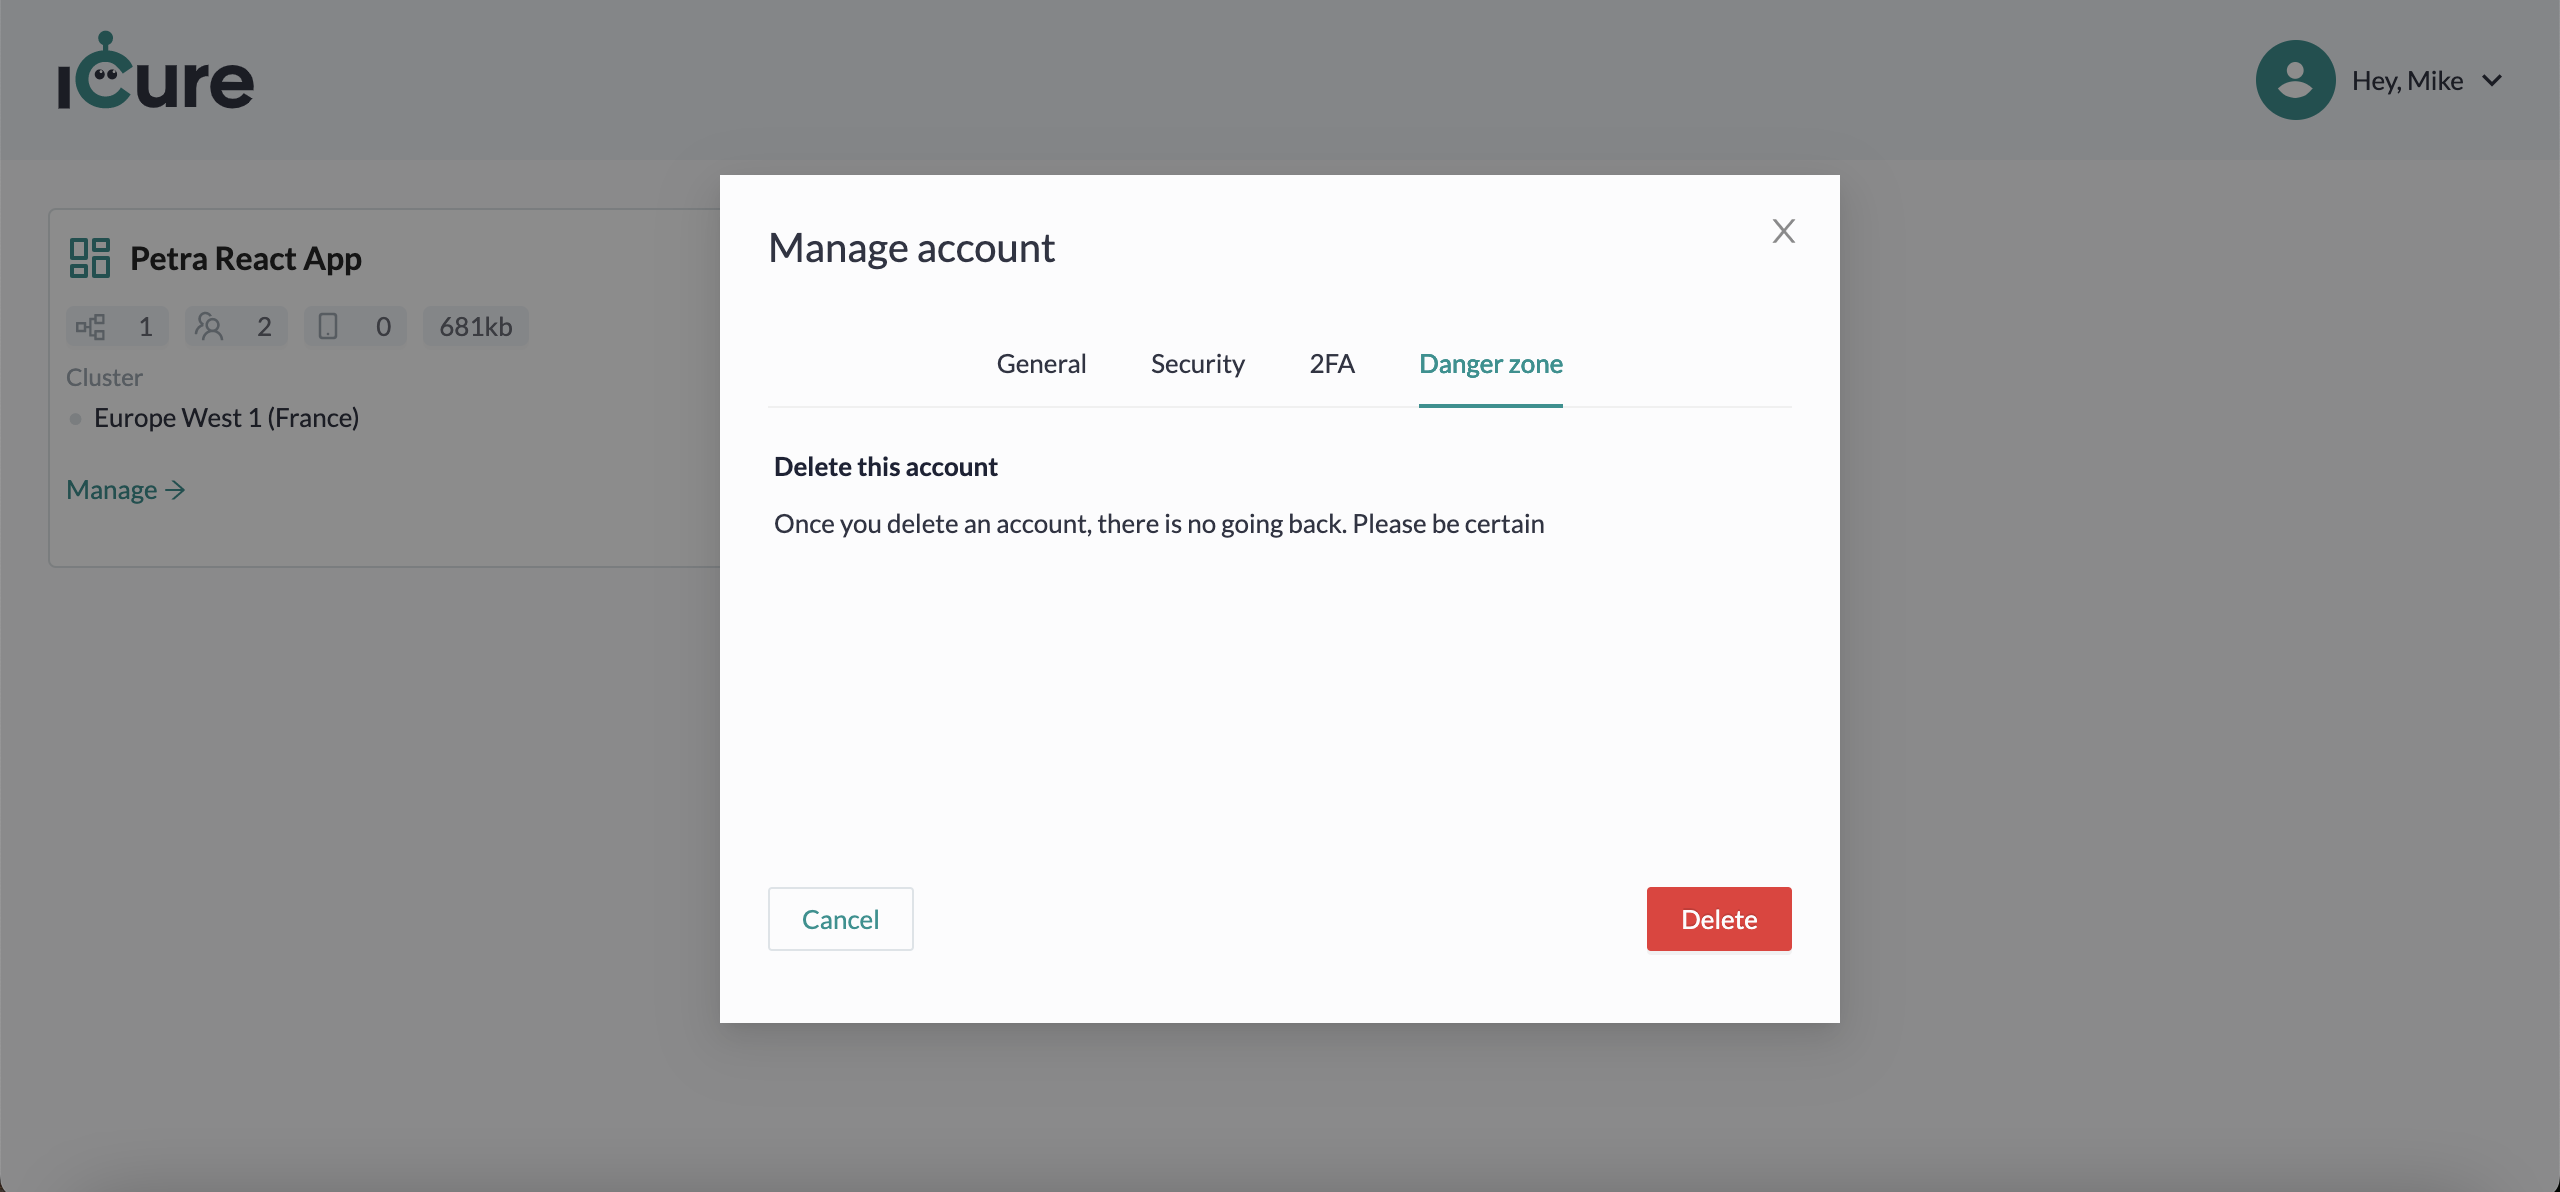 iCure
Hey, Mike
Petra React App
1 2 0 681kb
Cluster
Europe West 1 (France)
Manage
Manage account
General Security 2FA Danger zone
Delete this account
Once you delete an account, there is no going back. Please be certain
Cancel Delete